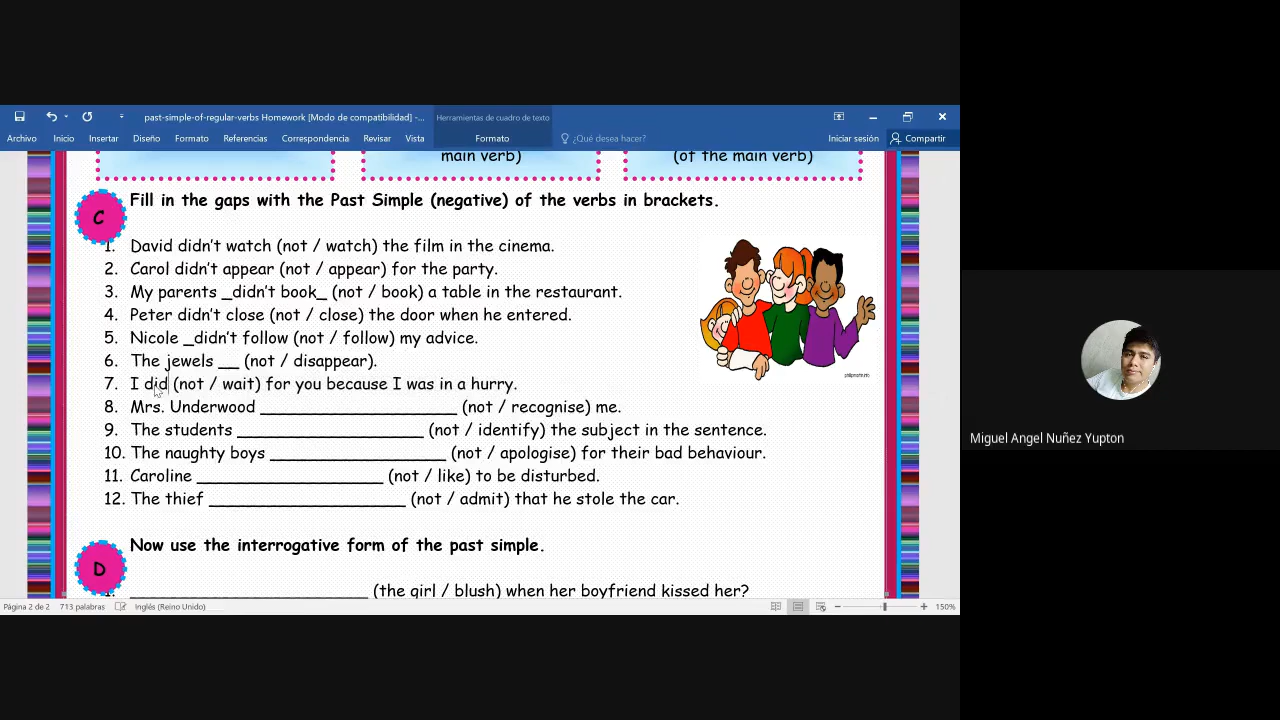 past-simple-of-regular-verbs Homework [Modo de compatibilidad] -...
Herramientas de cuadro de texto
Archivo Inicio Insertar Diseño Formato Referencias Correspondencia Revisar Vista Formato ¿Qué desea hacer? Iniciar sesión Compartir
main verb) (of the main verb)
C Fill in the gaps with the Past Simple (negative) of the verbs in brackets.
1. David didn't watch (not / watch) the film in the cinema.
2. Carol didn't appear (not / appear) for the party.
3. My parents _didn't book_ (not / book) a table in the restaurant.
4. Peter didn't close (not / close) the door when he entered.
5. Nicole _didn't follow (not / follow) my advice.
6. The jewels __ (not / disappear).
7. I did (not / wait) for you because I was in a hurry.
8. Mrs. Underwood ____________________ (not / recognise) me.
9. The students ___________________ (not / identify) the subject in the sentence.
10. The naughty boys __________________ (not / apologise) for their bad behaviour.
11. Caroline ___________________ (not / like) to be disturbed.
12. The thief ____________________ (not / admit) that he stole the car.
D Now use the interrogative form of the past simple.
1. ________________________ (the girl / blush) when her boyfriend kissed her?
Página 2 de 2 713 palabras Inglés (Reino Unido) 150%
Miguel Angel Nuñez Yupton